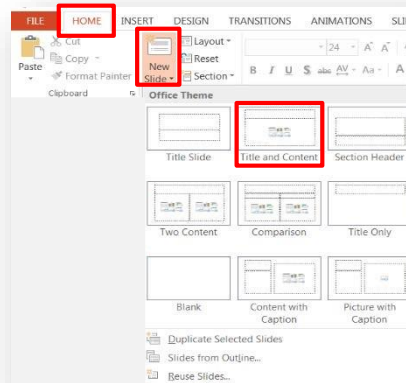 FILE HOME INSERT DESIGN TRANSITIONS ANIMATIONS SLI
Cut
Copy
Format Painter
Paste
Clipboard
New
Slide
Layout
Reset
Section
24 A A
B I U S abc AV Aa A
Office Theme
Title Slide Title and Content Section Header
Two Content Comparison Title Only
Blank Content with Picture with
Caption Caption
Duplicate Selected Slides
Slides from Outline...
Reuse Slides...